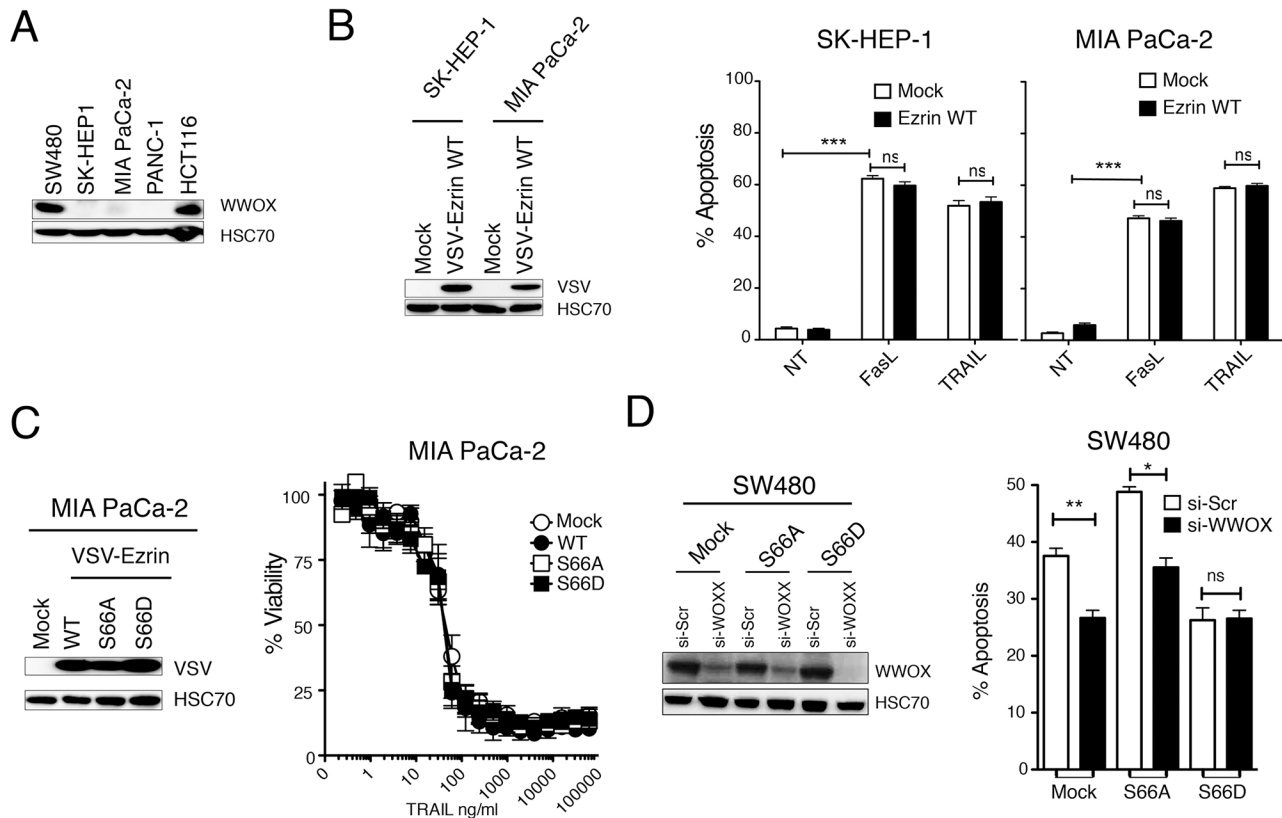 A
SW480
SK-HEP1
MIA PaCa-2
PANC-1
HCT116
WWOX
HSC70
B
SK-HEP-1
MIA PaCa-2
Mock
VSV-Ezrin WT
Mock
VSV-Ezrin WT
VSV
HSC70
SK-HEP-1
MIA PaCa-2
% Apoptosis
100
80
60
40
20
0
Mock
Ezrin WT
***
ns
ns
NT
FasL
TRAIL
Mock
Ezrin WT
***
ns
ns
NT
FasL
TRAIL
C
MIA PaCa-2
VSV-Ezrin
Mock
WT
S66A
S66D
VSV
HSC70
MIA PaCa-2
% Viability
100
75
50
25
0
Mock
WT
S66A
S66D
0
1
10
100
1000
10000
100000
TRAIL ng/ml
D
SW480
Mock
S66A
S66D
si-Scr
si-WOXX
si-Scr
si-WOXX
si-Scr
si-WOXX
WWOX
HSC70
SW480
% Apoptosis
50
40
30
20
10
0
si-Scr
si-WWOX
**
*
ns
Mock
S66A
S66D